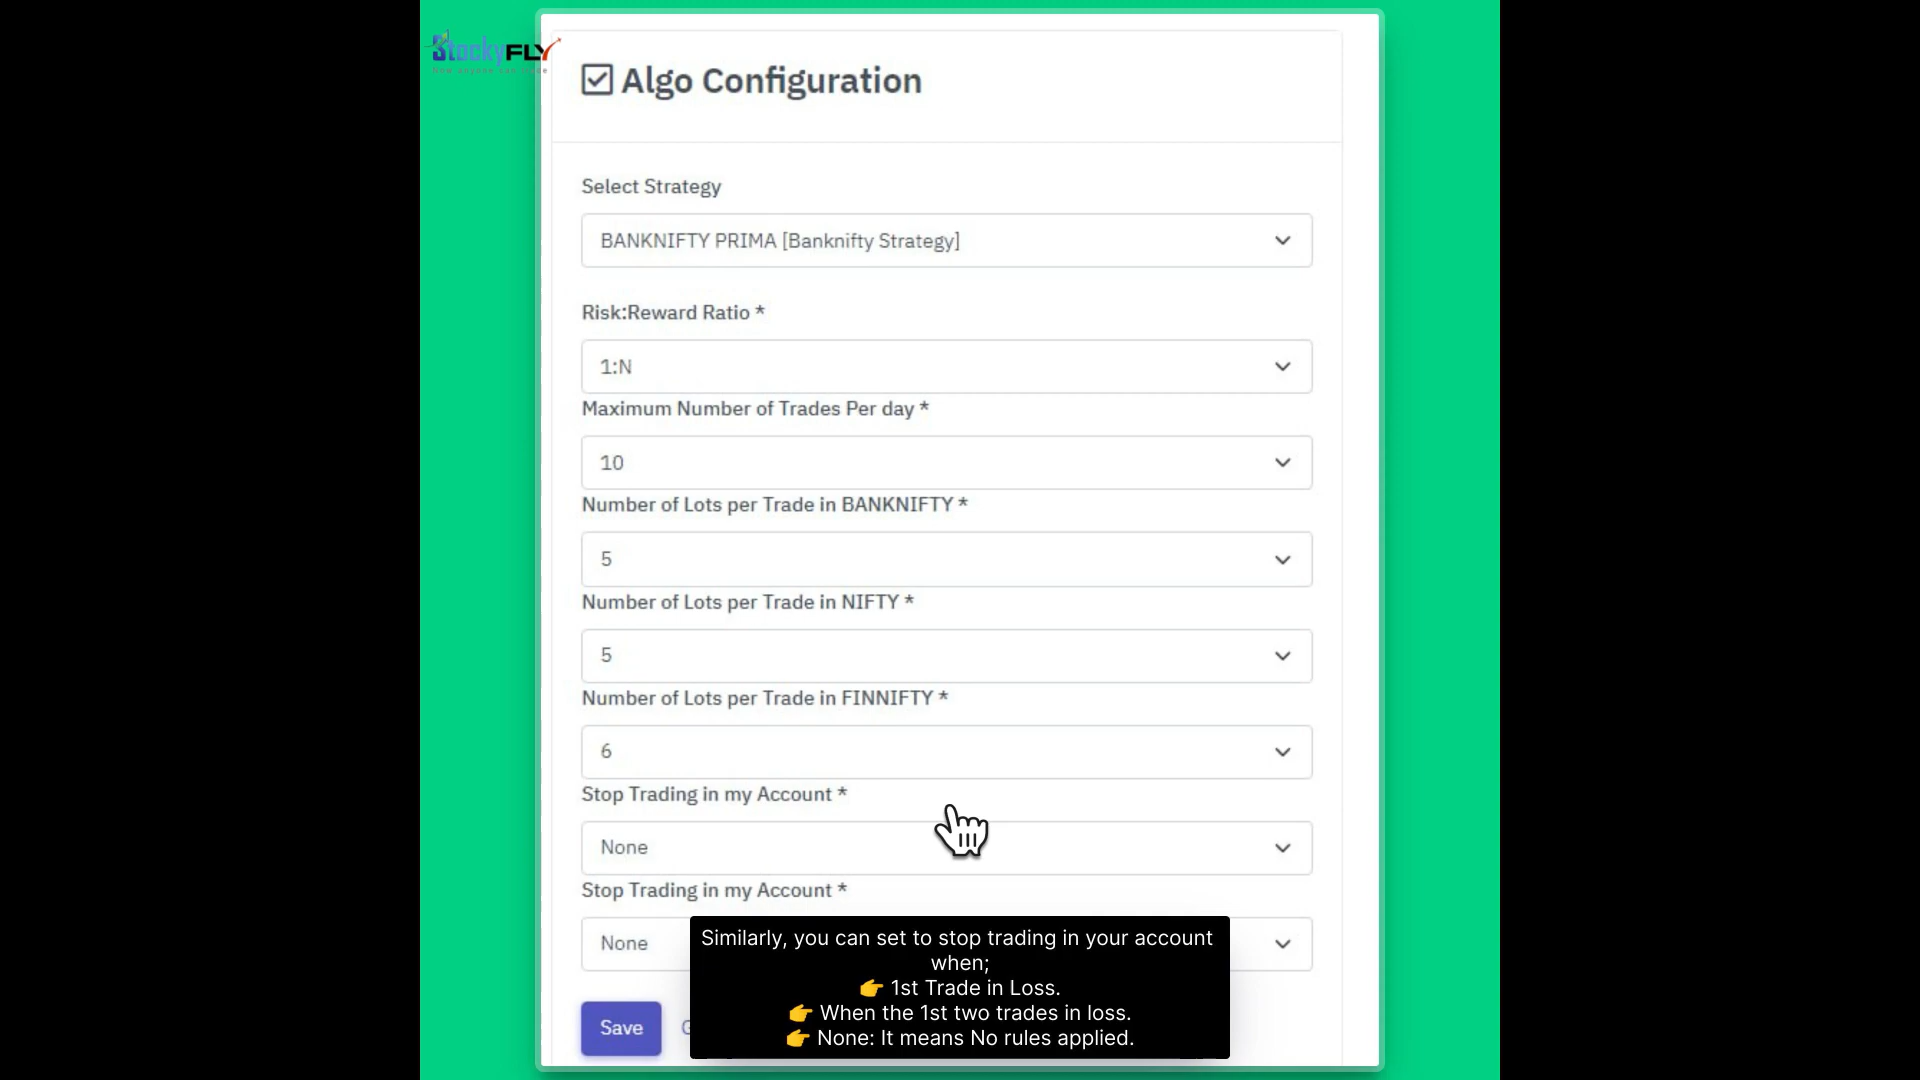 StockyFLY
Algo Configuration
Select Strategy
BANKNIFTY PRIMA [Banknifty Strategy]
Risk:Reward Ratio *
1:N
Maximum Number of Trades Per day *
10
Number of Lots per Trade in BANKNIFTY *
5
Number of Lots per Trade in NIFTY *
5
Number of Lots per Trade in FINNIFTY *
6
Stop Trading in my Account *
None
Stop Trading in my Account *
None
Similarly, you can set to stop trading in your account
when;
👉 1st Trade in Loss.
👉 When the 1st two trades in loss.
👉 None: It means No rules applied.
Save